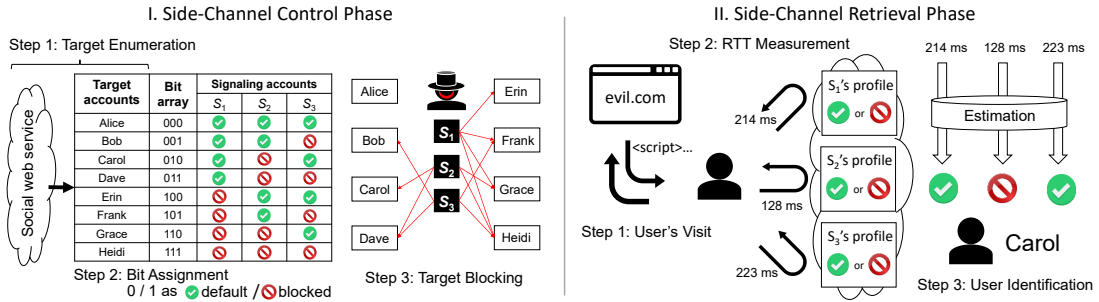 I. Side-Channel Control Phase
Step 1: Target Enumeration
Social web service
Target accounts Bit array Signaling accounts
S1 S2 S3
Alice 000
Bob 001
Carol 010
Dave 011
Erin 100
Frank 101
Grace 110
Heidi 111
Step 2: Bit Assignment
0 / 1 as default / blocked
Alice
Bob
Carol
Dave
S1
S2
S3
Erin
Frank
Grace
Heidi
Step 3: Target Blocking
II. Side-Channel Retrieval Phase
Step 2: RTT Measurement
evil.com
<script>...
Step 1: User's Visit
214 ms
128 ms
223 ms
S1's profile
or
S2's profile
or
S3's profile
or
214 ms 128 ms 223 ms
Estimation
Carol
Step 3: User Identification